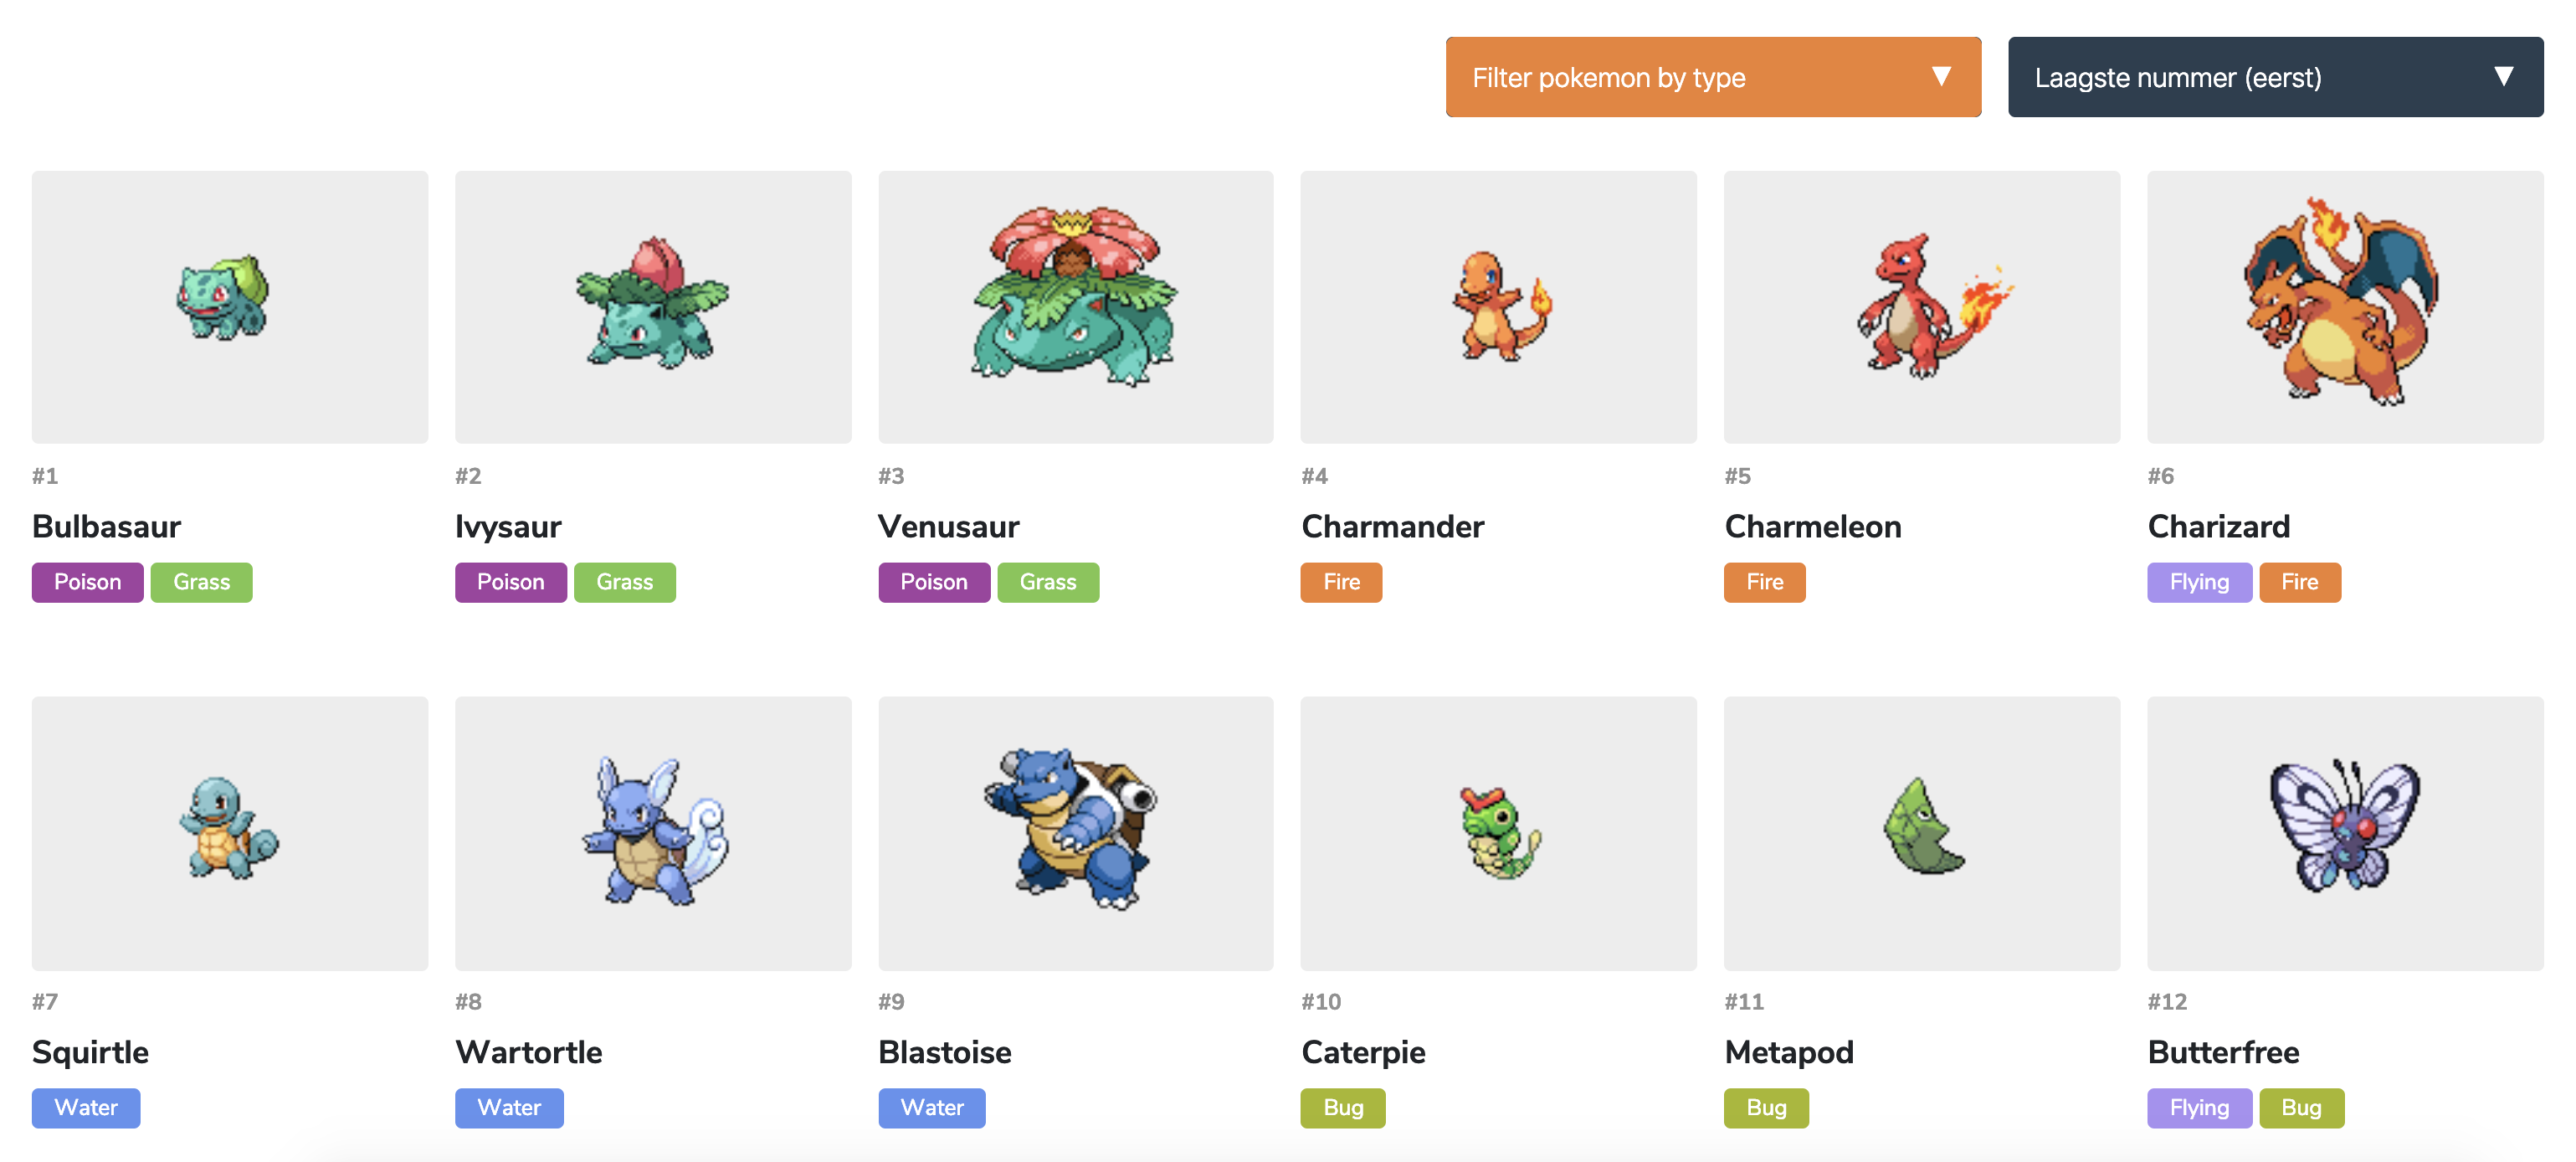 Filter pokemon by type ▼ Laagste nummer (eerst) ▼
#1 #2 #3 #4 #5 #6
Bulbasaur Ivysaur Venusaur Charmander Charmeleon Charizard
Poison Grass Poison Grass Poison Grass Fire Fire Flying Fire
#7 #8 #9 #10 #11 #12
Squirtle Wartortle Blastoise Caterpie Metapod Butterfree
Water Water Water Bug Bug Flying Bug